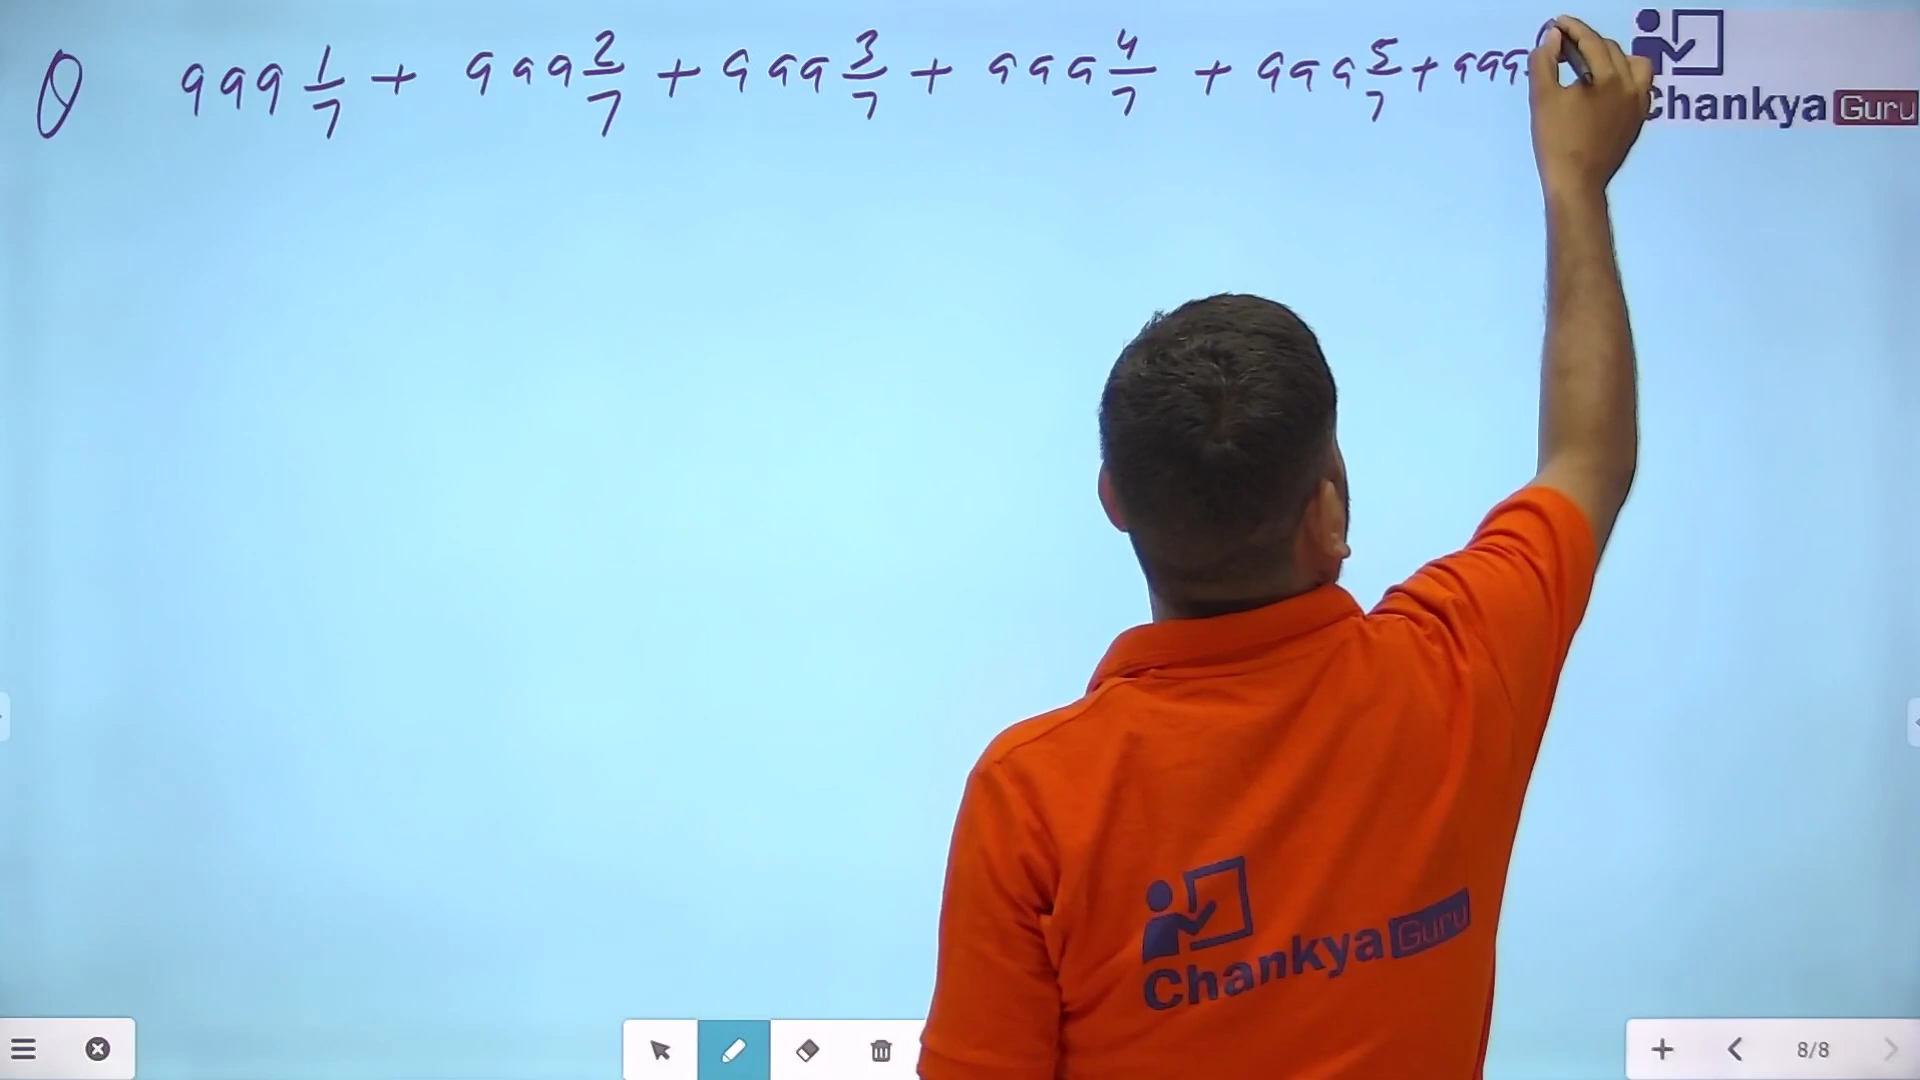 Q 999 1/7 + 999 2/7 + 999 3/7 + 999 4/7 + 999 5/7 + 999
Chankya Guru
Chankya Guru
8/8